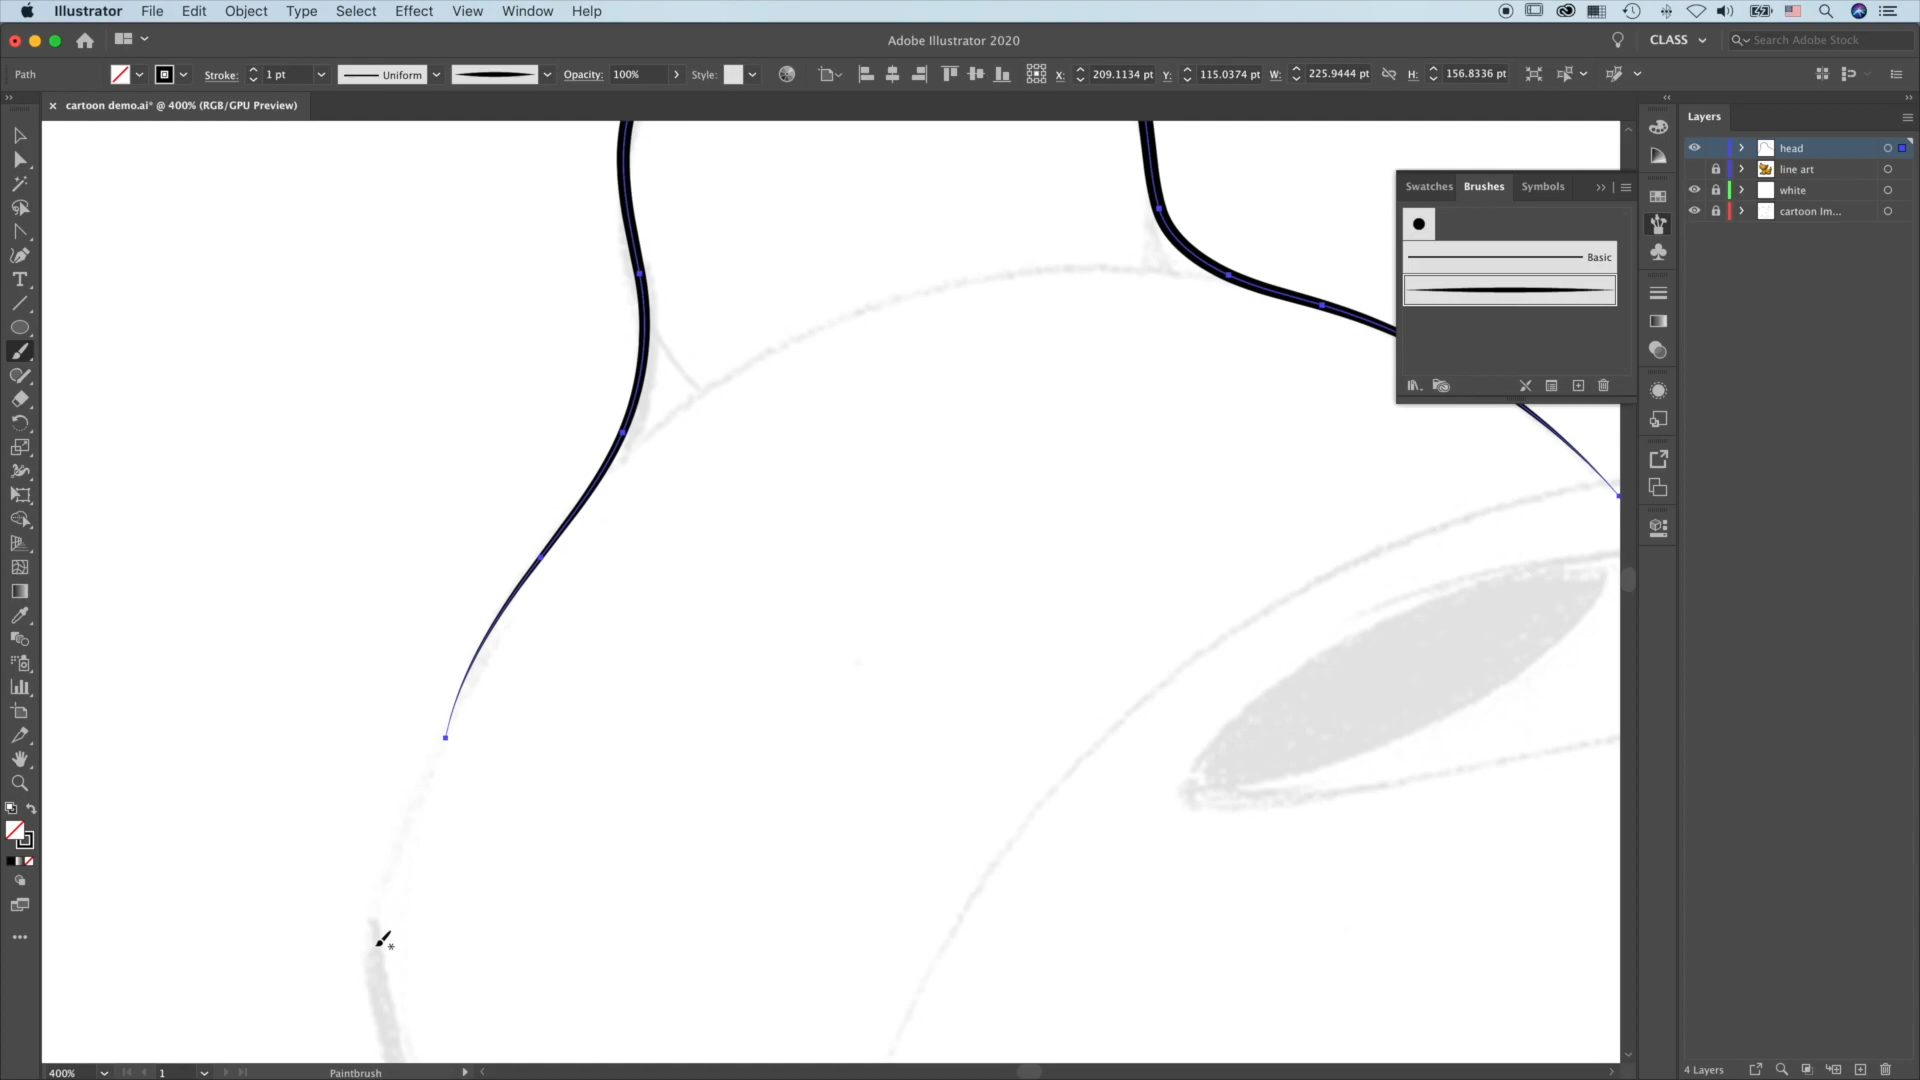 Illustrator File Edit Object Type Select Effect View Window Help
Adobe Illustrator 2020
CLASS
Search Adobe Stock
Path
Stroke: 1 pt
Uniform
Opacity: 100%
Style:
X: 209.1134 pt Y: 115.0374 pt W: 225.9444 pt H: 156.8336 pt
cartoon demo.ai* @ 400% (RGB/GPU Preview)
Layers
head
line art
white
cartoon Im...
Swatches Brushes Symbols
Basic
400% 1 Paintbrush
4 Layers